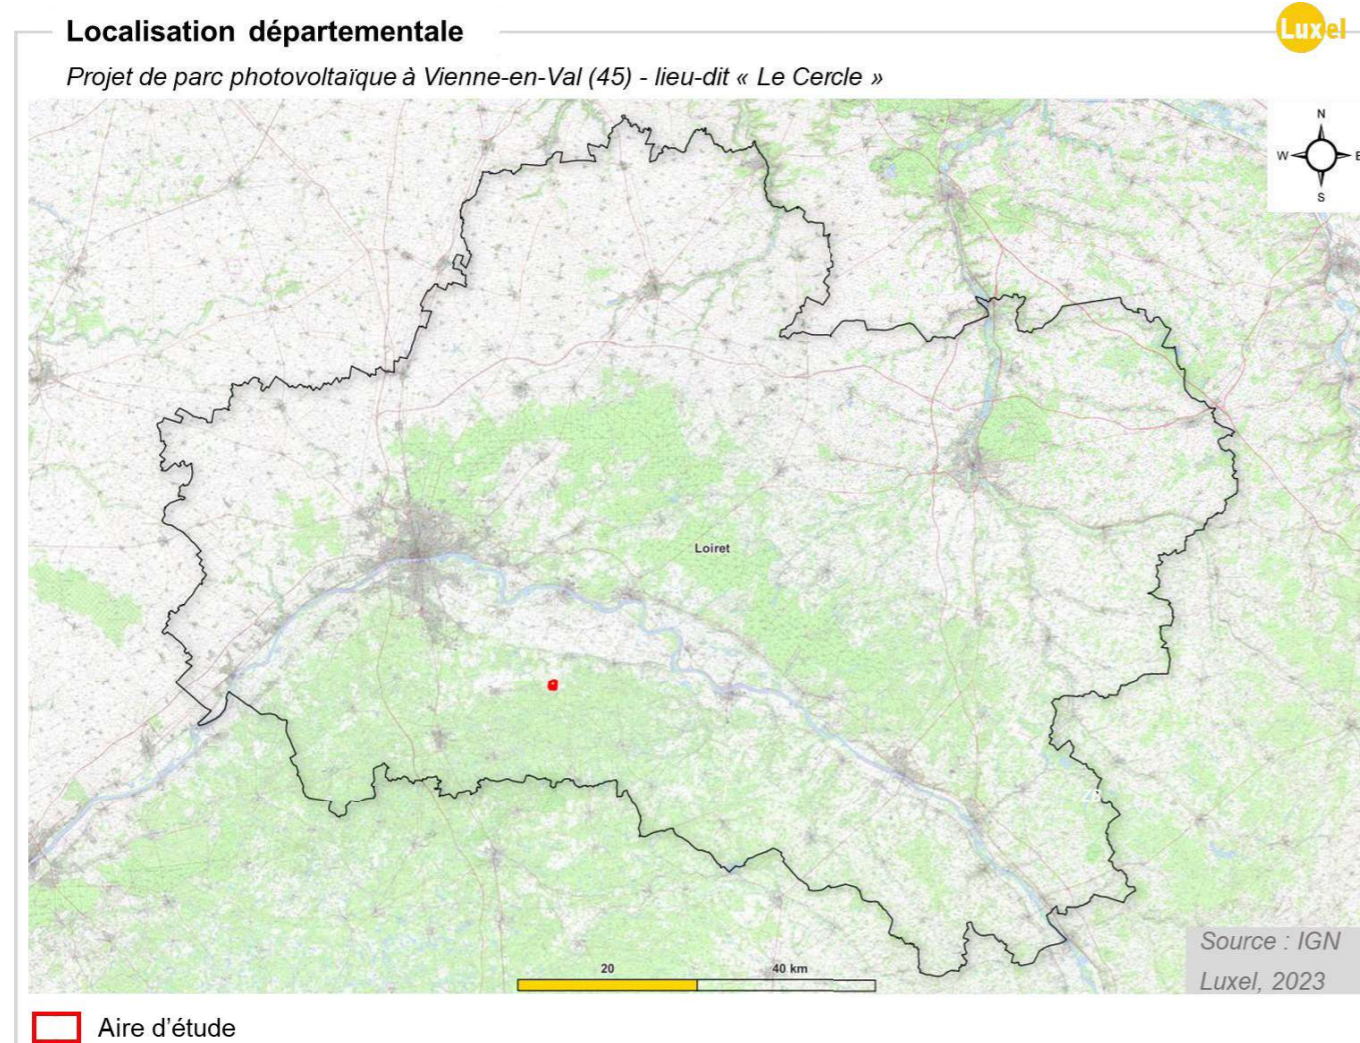 Localisation départementale
Luxel
Projet de parc photovoltaïque à Vienne-en-Val (45) - lieu-dit « Le Cercle »
N
W E
S
Loiret
20 40 km
Source : IGN
Luxel, 2023
Aire d'étude